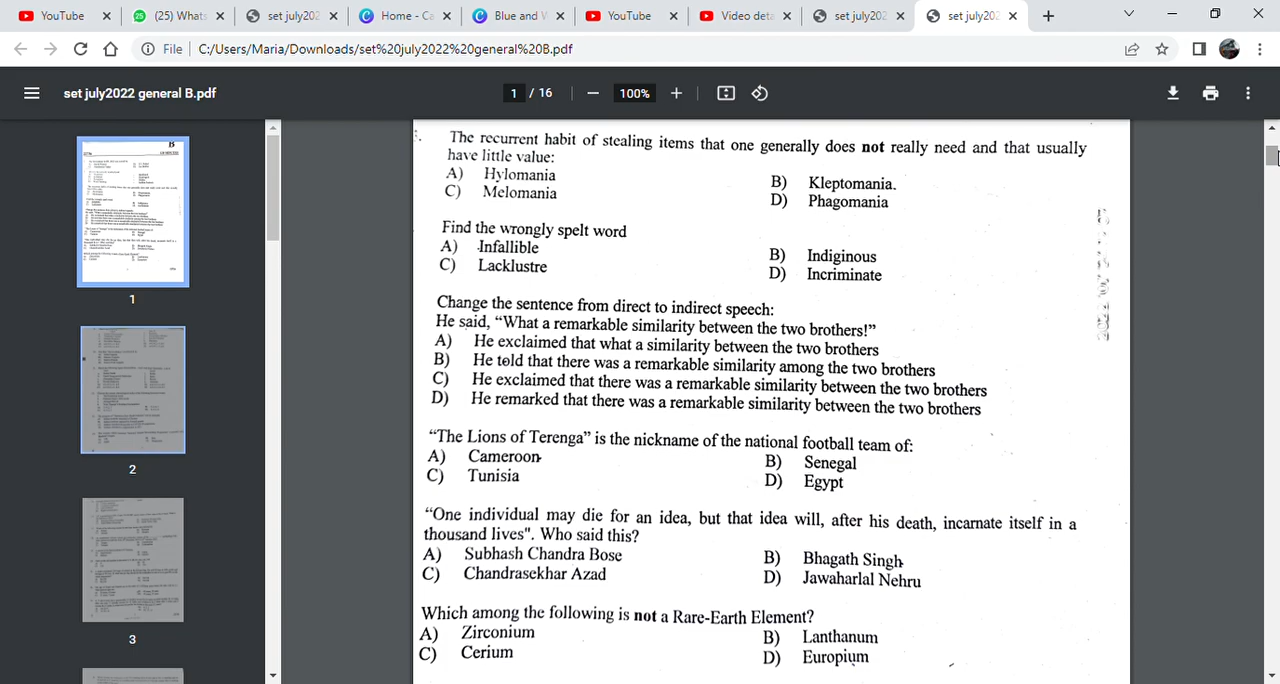 YouTube
(25) Whats
set july202
Home - Ca
Blue and W
YouTube
Video deta
set july202
set july202
File
C:/Users/Maria/Downloads/set%20july2022%20general%20B.pdf
set july2022 general B.pdf
1 / 16
100%
The recurrent habit of stealing items that one generally does not really need and that usually
have little value:
A) Hylomania
B) Kleptomania.
C) Melomania
D) Phagomania
Find the wrongly spelt word
A) Infallible
B) Indiginous
C) Lacklustre
D) Incriminate
Change the sentence from direct to indirect speech:
He said, “What a remarkable similarity between the two brothers!”
A) He exclaimed that what a similarity between the two brothers
B) He told that there was a remarkable similarity among the two brothers
C) He exclaimed that there was a remarkable similarity between the two brothers
D) He remarked that there was a remarkable similarity between the two brothers
“The Lions of Terenga” is the nickname of the national football team of:
A) Cameroon
B) Senegal
C) Tunisia
D) Egypt
“One individual may die for an idea, but that idea will, after his death, incarnate itself in a
thousand lives". Who said this?
A) Subhash Chandra Bose
B) Bhagath Singh
C) Chandrasekhar Azad
D) Jawaharlal Nehru
Which among the following is not a Rare-Earth Element?
A) Zirconium
B) Lanthanum
C) Cerium
D) Europium
B
1
2
3